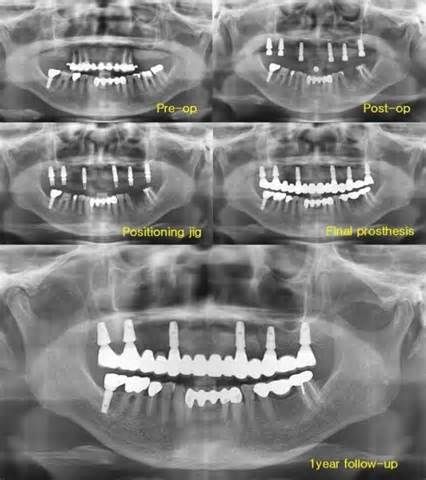 Pre-op
Post-op
Positioning jig
Final prosthesis
1year follow-up